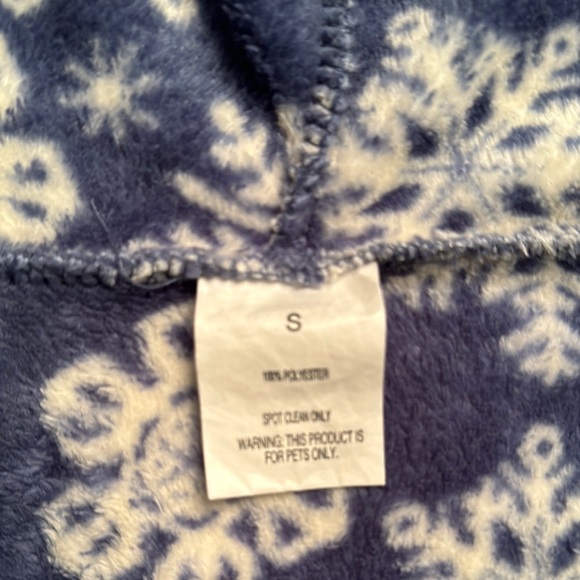 S
100% POLYESTER
SPOT CLEAN ONLY
WARNING: THIS PRODUCT IS
FOR PETS ONLY.